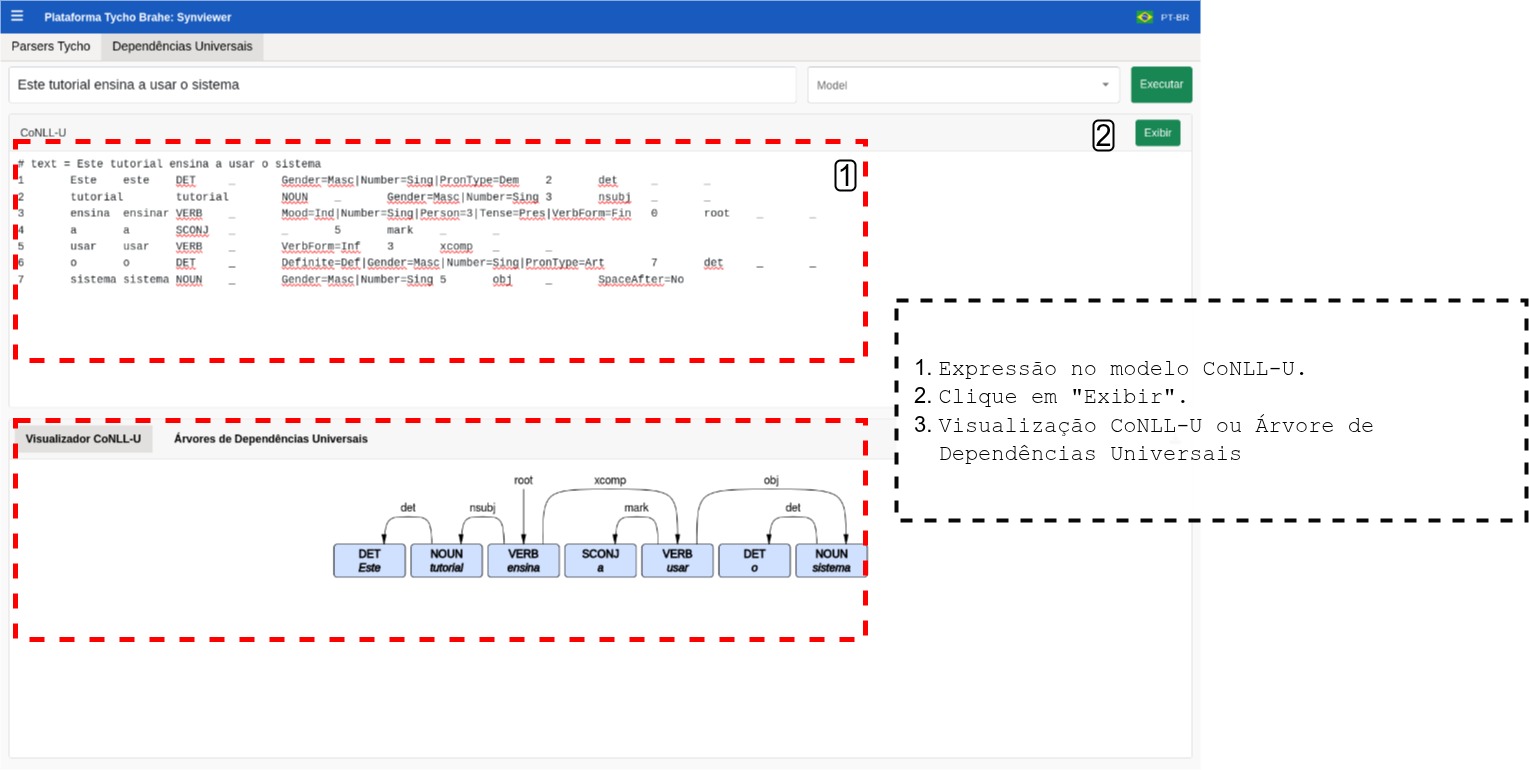 Plataforma Tycho Brahe: Synviewer
PT-BR
Parsers Tycho Dependências Universais
Este tutorial ensina a usar o sistema
Model
Executar
CoNLL-U
2
Exibir
# text = Este tutorial ensina a usar o sistema
1
1 Este este DET _ Gender=Masc|Number=Sing|PronType=Dem 2 det _ _
2 tutorial tutorial NOUN _ Gender=Masc|Number=Sing 3 nsubj _ _
3 ensina ensinar VERB _ Mood=Ind|Number=Sing|Person=3|Tense=Pres|VerbForm=Fin 0 root _ _
4 a a SCONJ _ _ 5 mark _ _
5 usar usar VERB _ VerbForm=Inf 3 xcomp _ _
6 o o DET _ Definite=Def|Gender=Masc|Number=Sing|PronType=Art 7 det _ _
7 sistema sistema NOUN _ Gender=Masc|Number=Sing 5 obj _ SpaceAfter=No
1. Expressão no modelo CoNLL-U.
2. Clique em "Exibir".
3. Visualização CoNLL-U ou Árvore de
Dependências Universais
Visualizador CoNLL-U Árvores de Dependências Universais
root xcomp obj
det nsubj mark det
DET NOUN VERB SCONJ VERB DET NOUN
Este tutorial ensina a usar o sistema